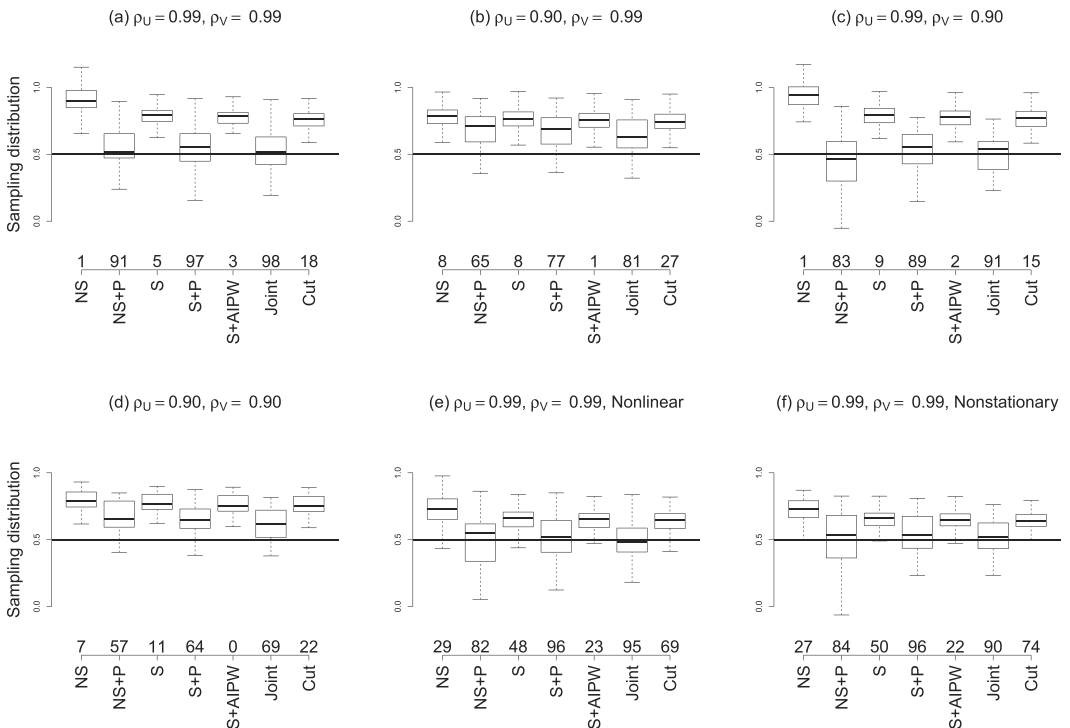 (a) ρU = 0.99, ρV = 0.99
(b) ρU = 0.90, ρV = 0.99
(c) ρU = 0.99, ρV = 0.90
Sampling distribution
1.0
0.5
0.0
1 91 5 97 3 98 18
NS NS+P S S+P S+AIPW Joint Cut
1.0
0.5
0.0
8 65 8 77 1 81 27
NS NS+P S S+P S+AIPW Joint Cut
1.0
0.5
0.0
1 83 9 89 2 91 15
NS NS+P S S+P S+AIPW Joint Cut
(d) ρU = 0.90, ρV = 0.90
(e) ρU = 0.99, ρV = 0.99, Nonlinear
(f) ρU = 0.99, ρV = 0.99, Nonstationary
Sampling distribution
1.0
0.5
0.0
7 57 11 64 0 69 22
NS NS+P S S+P S+AIPW Joint Cut
1.0
0.5
0.0
29 82 48 96 23 95 69
NS NS+P S S+P S+AIPW Joint Cut
1.0
0.5
0.0
27 84 50 96 22 90 74
NS NS+P S S+P S+AIPW Joint Cut